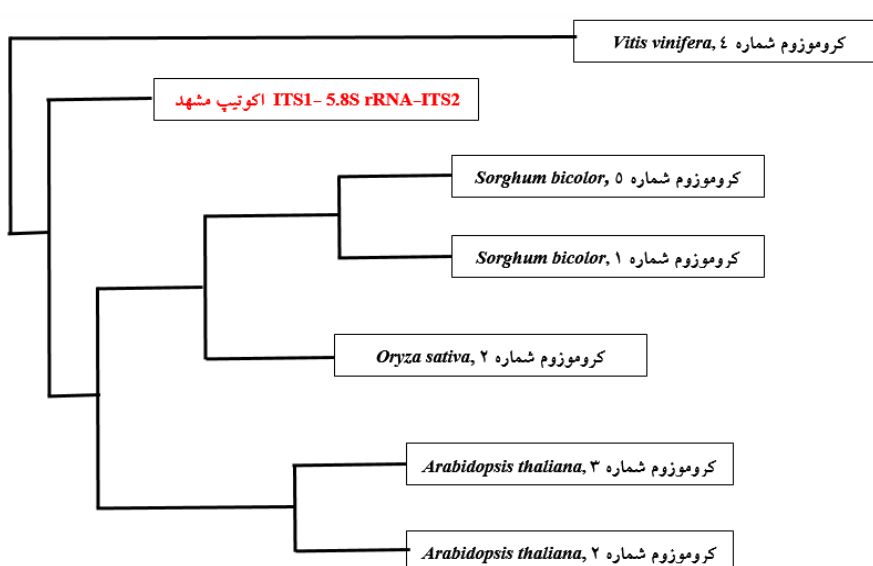 Vitis vinifera, کروموزوم شماره ٤
ITS1- 5.8S rRNA-ITS2 اکوتیپ مشهد
Sorghum bicolor, کروموزوم شماره ٥
Sorghum bicolor, کروموزوم شماره ١
Oryza sativa, کروموزوم شماره ٢
Arabidopsis thaliana, کروموزوم شماره ٣
Arabidopsis thaliana, کروموزوم شماره ٢